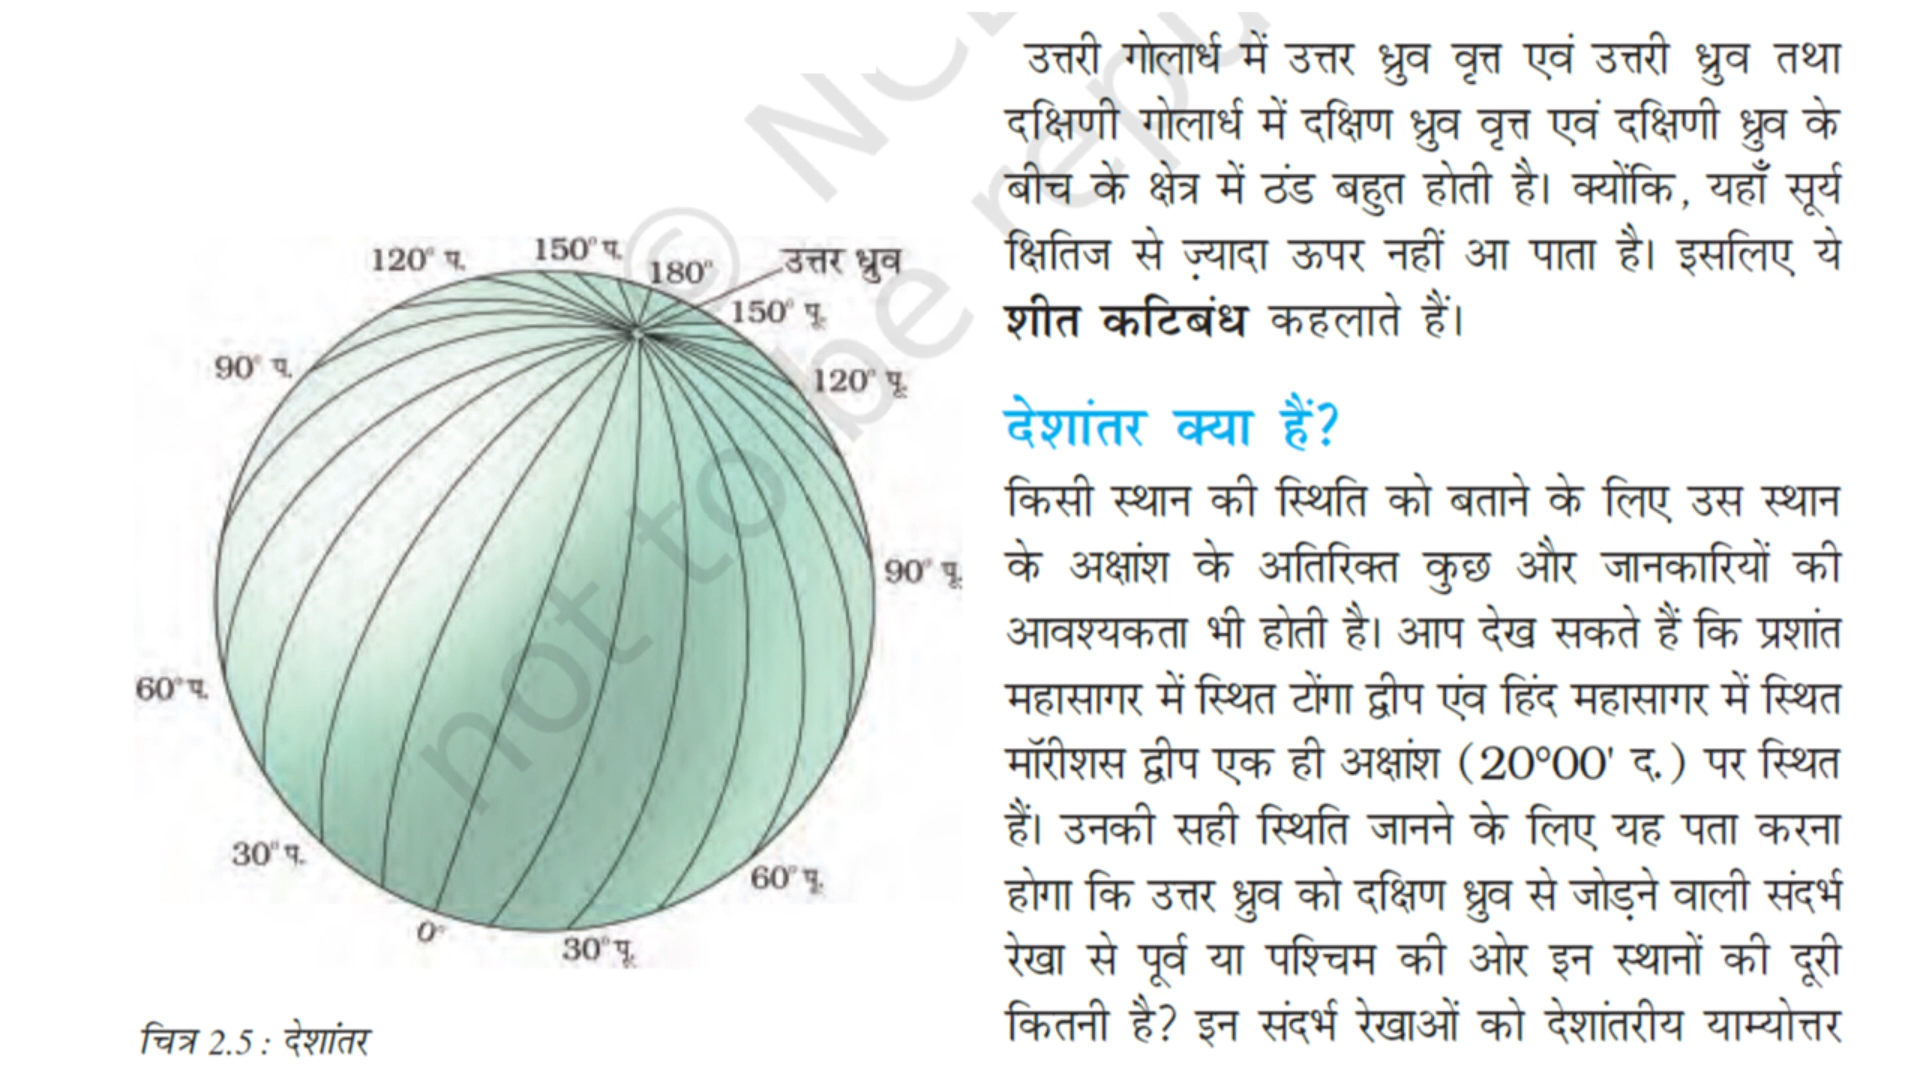 120° प.
150° प.
180°
उत्तर ध्रुव
150° पू.
90° प.
120° पू.
90° पू.
60° प.
30° प.
60° पू.
0°
30° पू.
चित्र 2.5 : देशांतर
उत्तरी गोलार्ध में उत्तर ध्रुव वृत्त एवं उत्तरी ध्रुव तथा
दक्षिणी गोलार्ध में दक्षिण ध्रुव वृत्त एवं दक्षिणी ध्रुव के
बीच के क्षेत्र में ठंड बहुत होती है। क्योंकि, यहाँ सूर्य
क्षितिज से ज़्यादा ऊपर नहीं आ पाता है। इसलिए ये
शीत कटिबंध कहलाते हैं।
देशांतर क्या हैं?
किसी स्थान की स्थिति को बताने के लिए उस स्थान
के अक्षांश के अतिरिक्त कुछ और जानकारियों की
आवश्यकता भी होती है। आप देख सकते हैं कि प्रशांत
महासागर में स्थित टोंगा द्वीप एंव हिंद महासागर में स्थित
मॉरीशस द्वीप एक ही अक्षांश (20°00' द.) पर स्थित
हैं। उनकी सही स्थिति जानने के लिए यह पता करना
होगा कि उत्तर ध्रुव को दक्षिण ध्रुव से जोड़ने वाली संदर्भ
रेखा से पूर्व या पश्चिम की ओर इन स्थानों की दूरी
कितनी है? इन संदर्भ रेखाओं को देशांतरीय याम्योत्तर
not to be